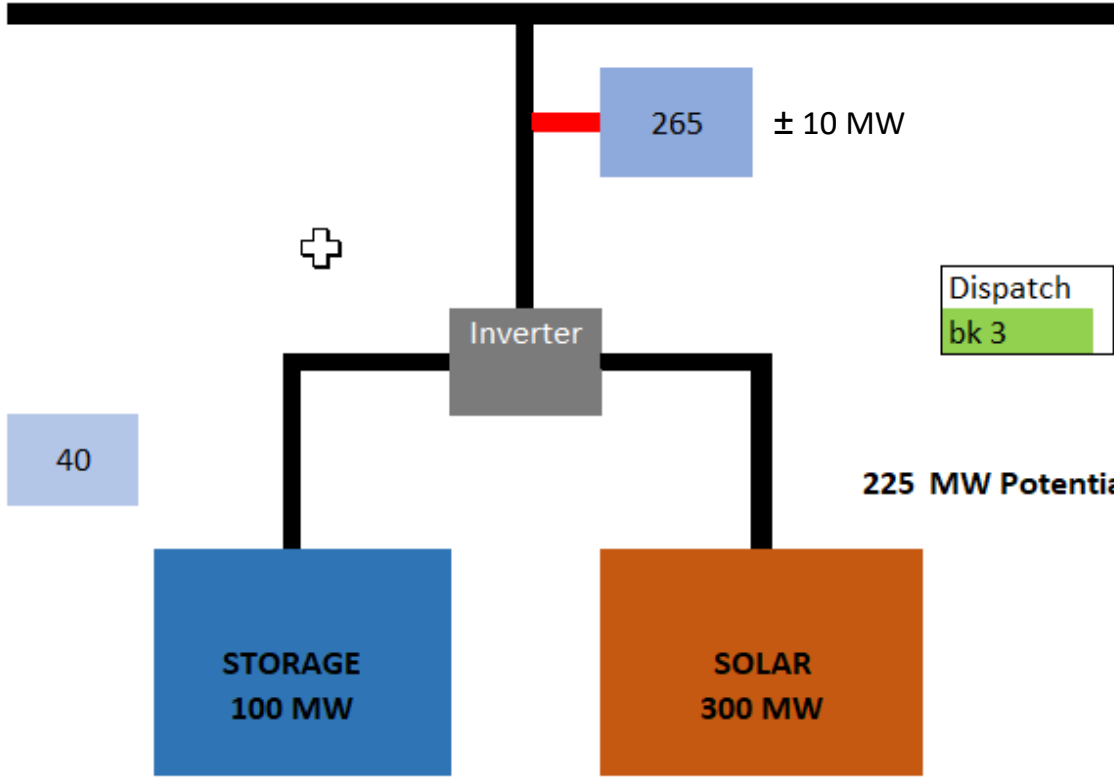 265
± 10 MW
Dispatch
bk 3
Inverter
40
225 MW Potentia
STORAGE
100 MW
SOLAR
300 MW